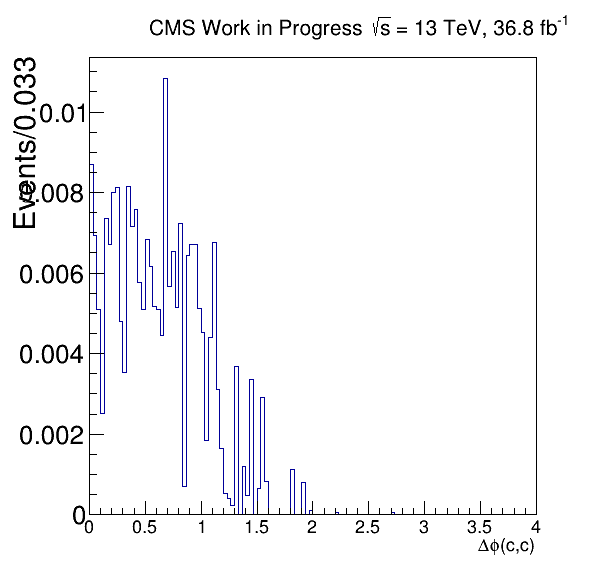 CMS Work in Progress √s = 13 TeV, 36.8 fb⁻¹
Events/0.033
0.01
0.008
0.006
0.004
0.002
0
0 0.5 1 1.5 2 2.5 3 3.5 4
Δϕ(c,c)